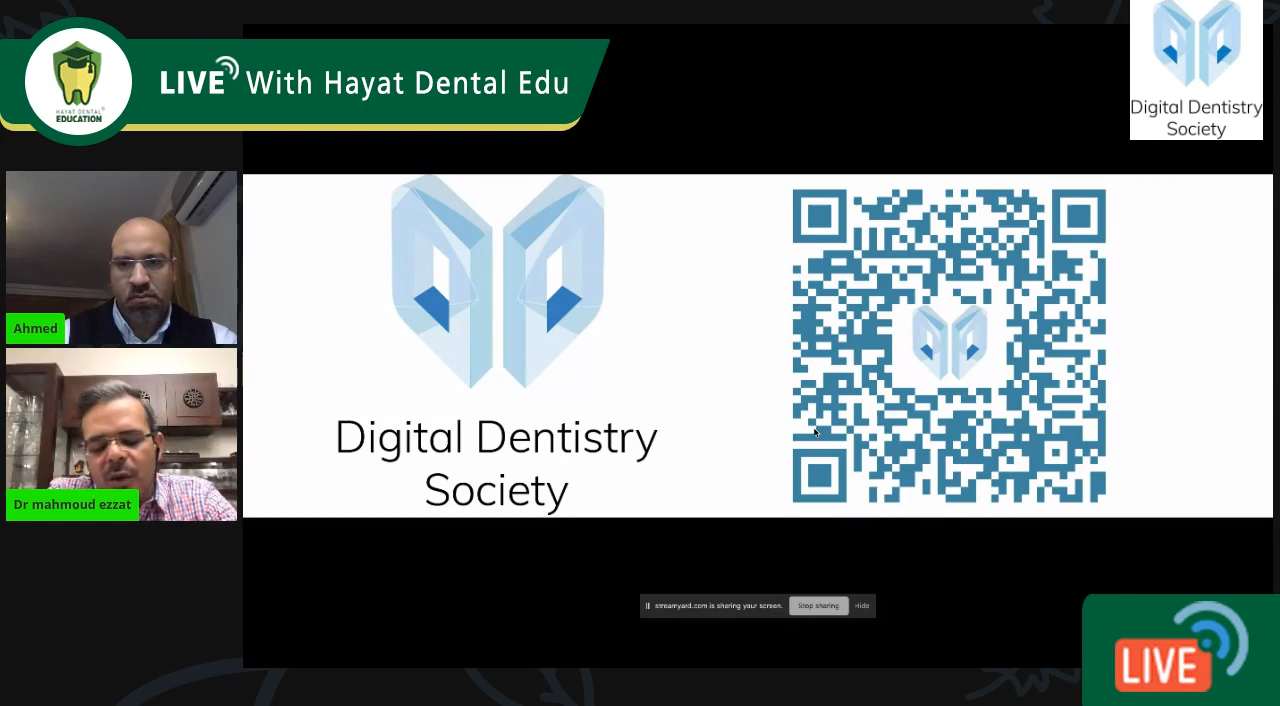 LIVE With Hayat Dental Edu
HAYAT DENTAL
EDUCATION
Digital Dentistry
Society
Ahmed
Dr mahmoud ezzat
Digital Dentistry
Society
streamyard.com is sharing your screen. Stop sharing Hide
LIVE